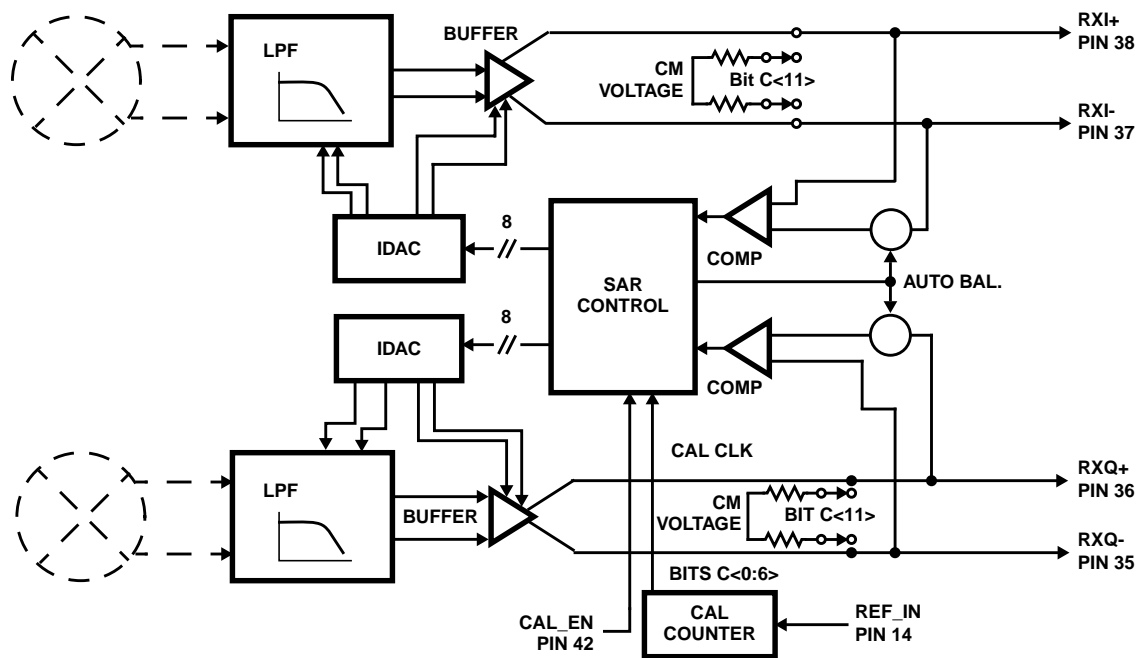 RXI+
PIN 38
LPF
BUFFER
CM
VOLTAGE
Bit C<11>
RXI-
PIN 37
IDAC
8
COMP
SAR
CONTROL
AUTO BAL.
IDAC
8
COMP
CAL CLK
LPF
BUFFER
CM
VOLTAGE
BIT C<11>
RXQ+
PIN 36
RXQ-
PIN 35
BITS C<0:6>
CAL_EN
PIN 42
CAL
COUNTER
REF_IN
PIN 14